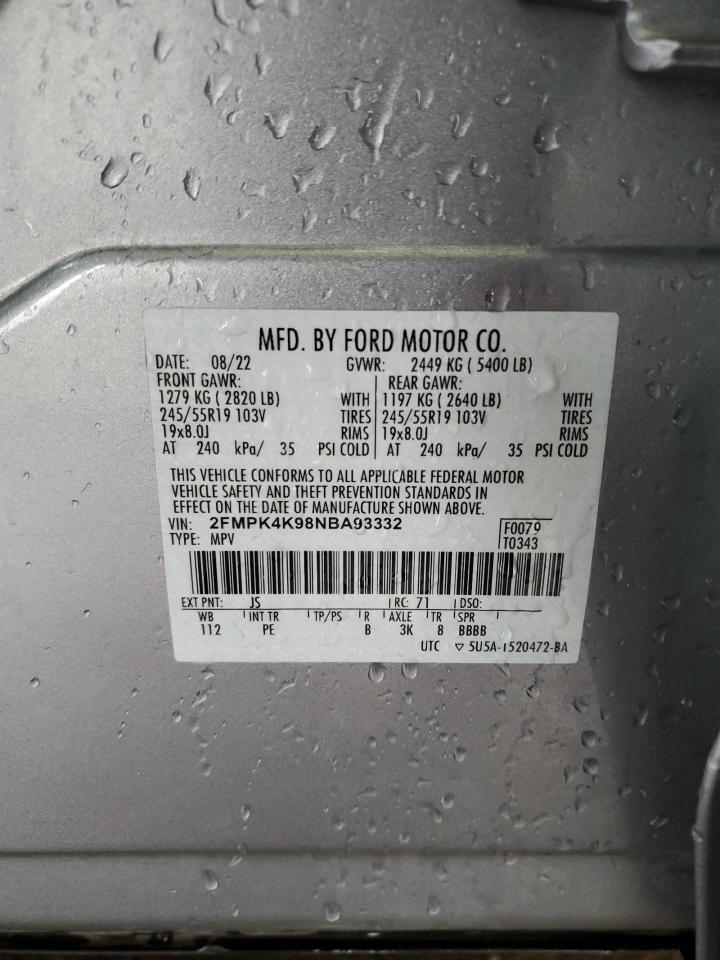 MFD. BY FORD MOTOR CO.
DATE: 08/22 GVWR: 2449 KG ( 5400 LB)
FRONT GAWR: REAR GAWR:
1279 KG ( 2820 LB) WITH 1197 KG ( 2640 LB) WITH
245/55R19 103V TIRES 245/55R19 103V TIRES
19x8.0J RIMS 19x8.0J RIMS
AT 240 kPa/ 35 PSI COLD AT 240 kPa/ 35 PSI COLD
THIS VEHICLE CONFORMS TO ALL APPLICABLE FEDERAL MOTOR
VEHICLE SAFETY AND THEFT PREVENTION STANDARDS IN
EFFECT ON THE DATE OF MANUFACTURE SHOWN ABOVE.
VIN: 2FMPK4K98NBA93332 F0079
TYPE: MPV T0343
EXT PNT: JS RC: 71 DSO:
WB INT TR TP/PS R AXLE TR SPR
112 PE B 3K 8 BBBB
UTC ▽ 5U5A-1520472-BA